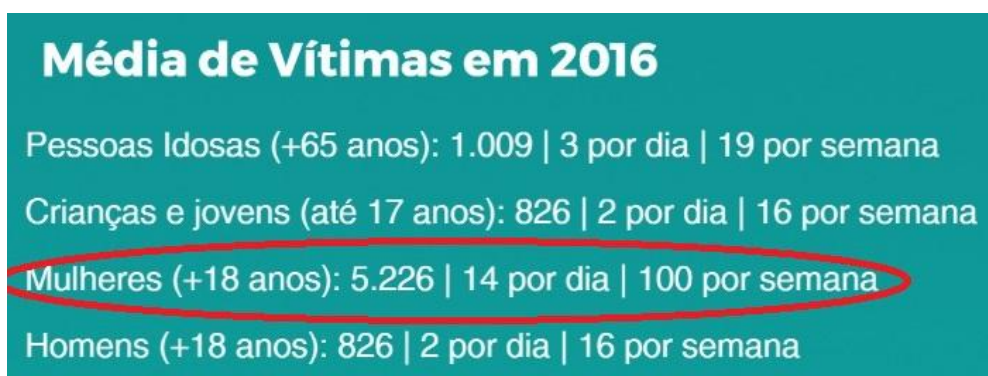 Média de Vítimas em 2016
Pessoas Idosas (+65 anos): 1.009 | 3 por dia | 19 por semana
Crianças e jovens (até 17 anos): 826 | 2 por dia | 16 por semana
Mulheres (+18 anos): 5.226 | 14 por dia | 100 por semana
Homens (+18 anos): 826 | 2 por dia | 16 por semana